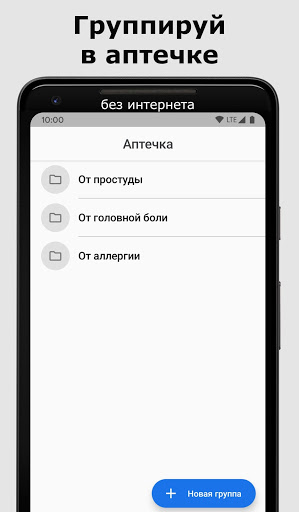 Группируй
в аптечке
без интернета
10:00 LTE
Аптечка
От простуды
От головной боли
От аллергии
+ Новая группа